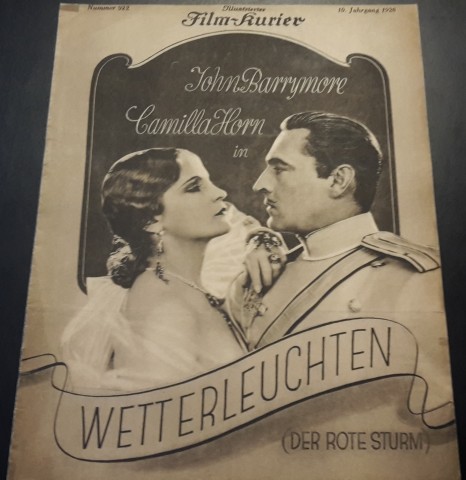 Nummer 922
Illustrierter
Film-Kurier
10. Jahrgang 1928
John Barrymore
Camilla Horn
in
WETTERLEUCHTEN
(DER ROTE STURM)